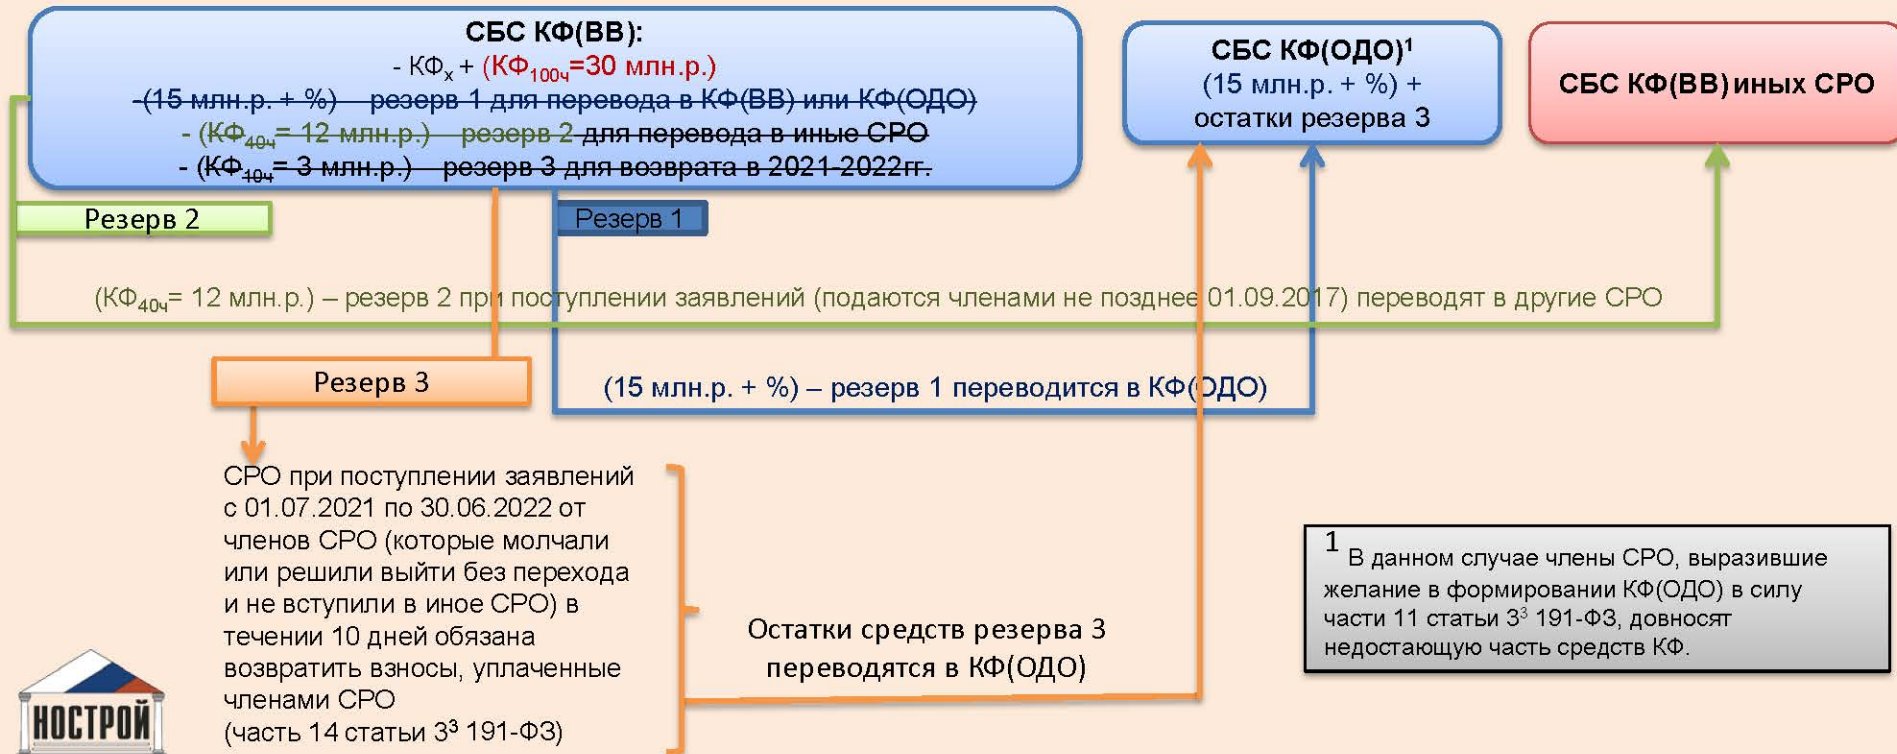 СБС КФ(ВВ):
- КФх + (КФ100ч=30 млн.р.)
-(15 млн.р. + %) – резерв 1 для перевода в КФ(ВВ) или КФ(ОДО)
- (КФ40ч= 12 млн.р.) – резерв 2 для перевода в иные СРО
- (КФ10ч= 3 млн.р.) – резерв 3 для возврата в 2021-2022гг.
СБС КФ(ОДО)¹
(15 млн.р. + %) +
остатки резерва 3
СБС КФ(ВВ) иных СРО
Резерв 2
Резерв 1
(КФ40ч= 12 млн.р.) – резерв 2 при поступлении заявлений (подаются членами не позднее 01.09.2017) переводят в другие СРО
Резерв 3
(15 млн.р. + %) – резерв 1 переводится в КФ(ОДО)
СРО при поступлении заявлений
с 01.07.2021 по 30.06.2022 от
членов СРО (которые молчали
или решили выйти без перехода
и не вступили в иное СРО) в
течении 10 дней обязана
возвратить взносы, уплаченные
членами СРО
(часть 14 статьи 3³ 191-ФЗ)
Остатки средств резерва 3
переводятся в КФ(ОДО)
1 В данном случае члены СРО, выразившие
желание в формировании КФ(ОДО) в силу
части 11 статьи 3³ 191-ФЗ, довносят
недостающую часть средств КФ.
НОСТРОЙ